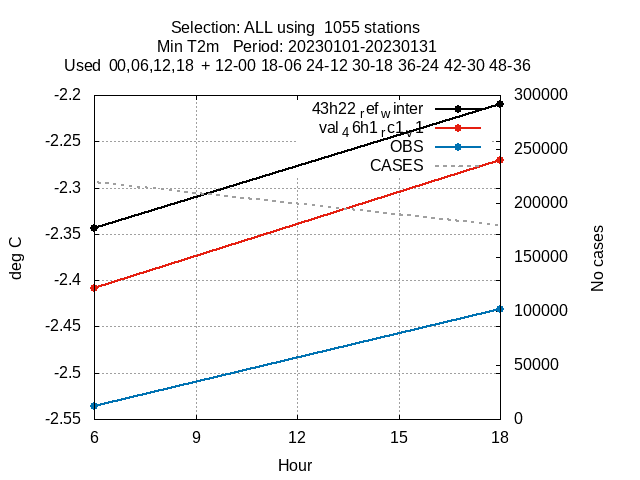 Selection: ALL using  1055 stations
Min T2m   Period: 20230101-20230131
Used  00,06,12,18  + 12-00 18-06 24-12 30-18 36-24 42-30 48-36
43h22_ref_winter
val_46h1_rc1_v1
OBS
CASES
-2.2
-2.25
-2.3
-2.35
-2.4
-2.45
-2.5
-2.55
300000
250000
200000
150000
100000
50000
0
deg C
No cases
6 9 12 15 18
Hour